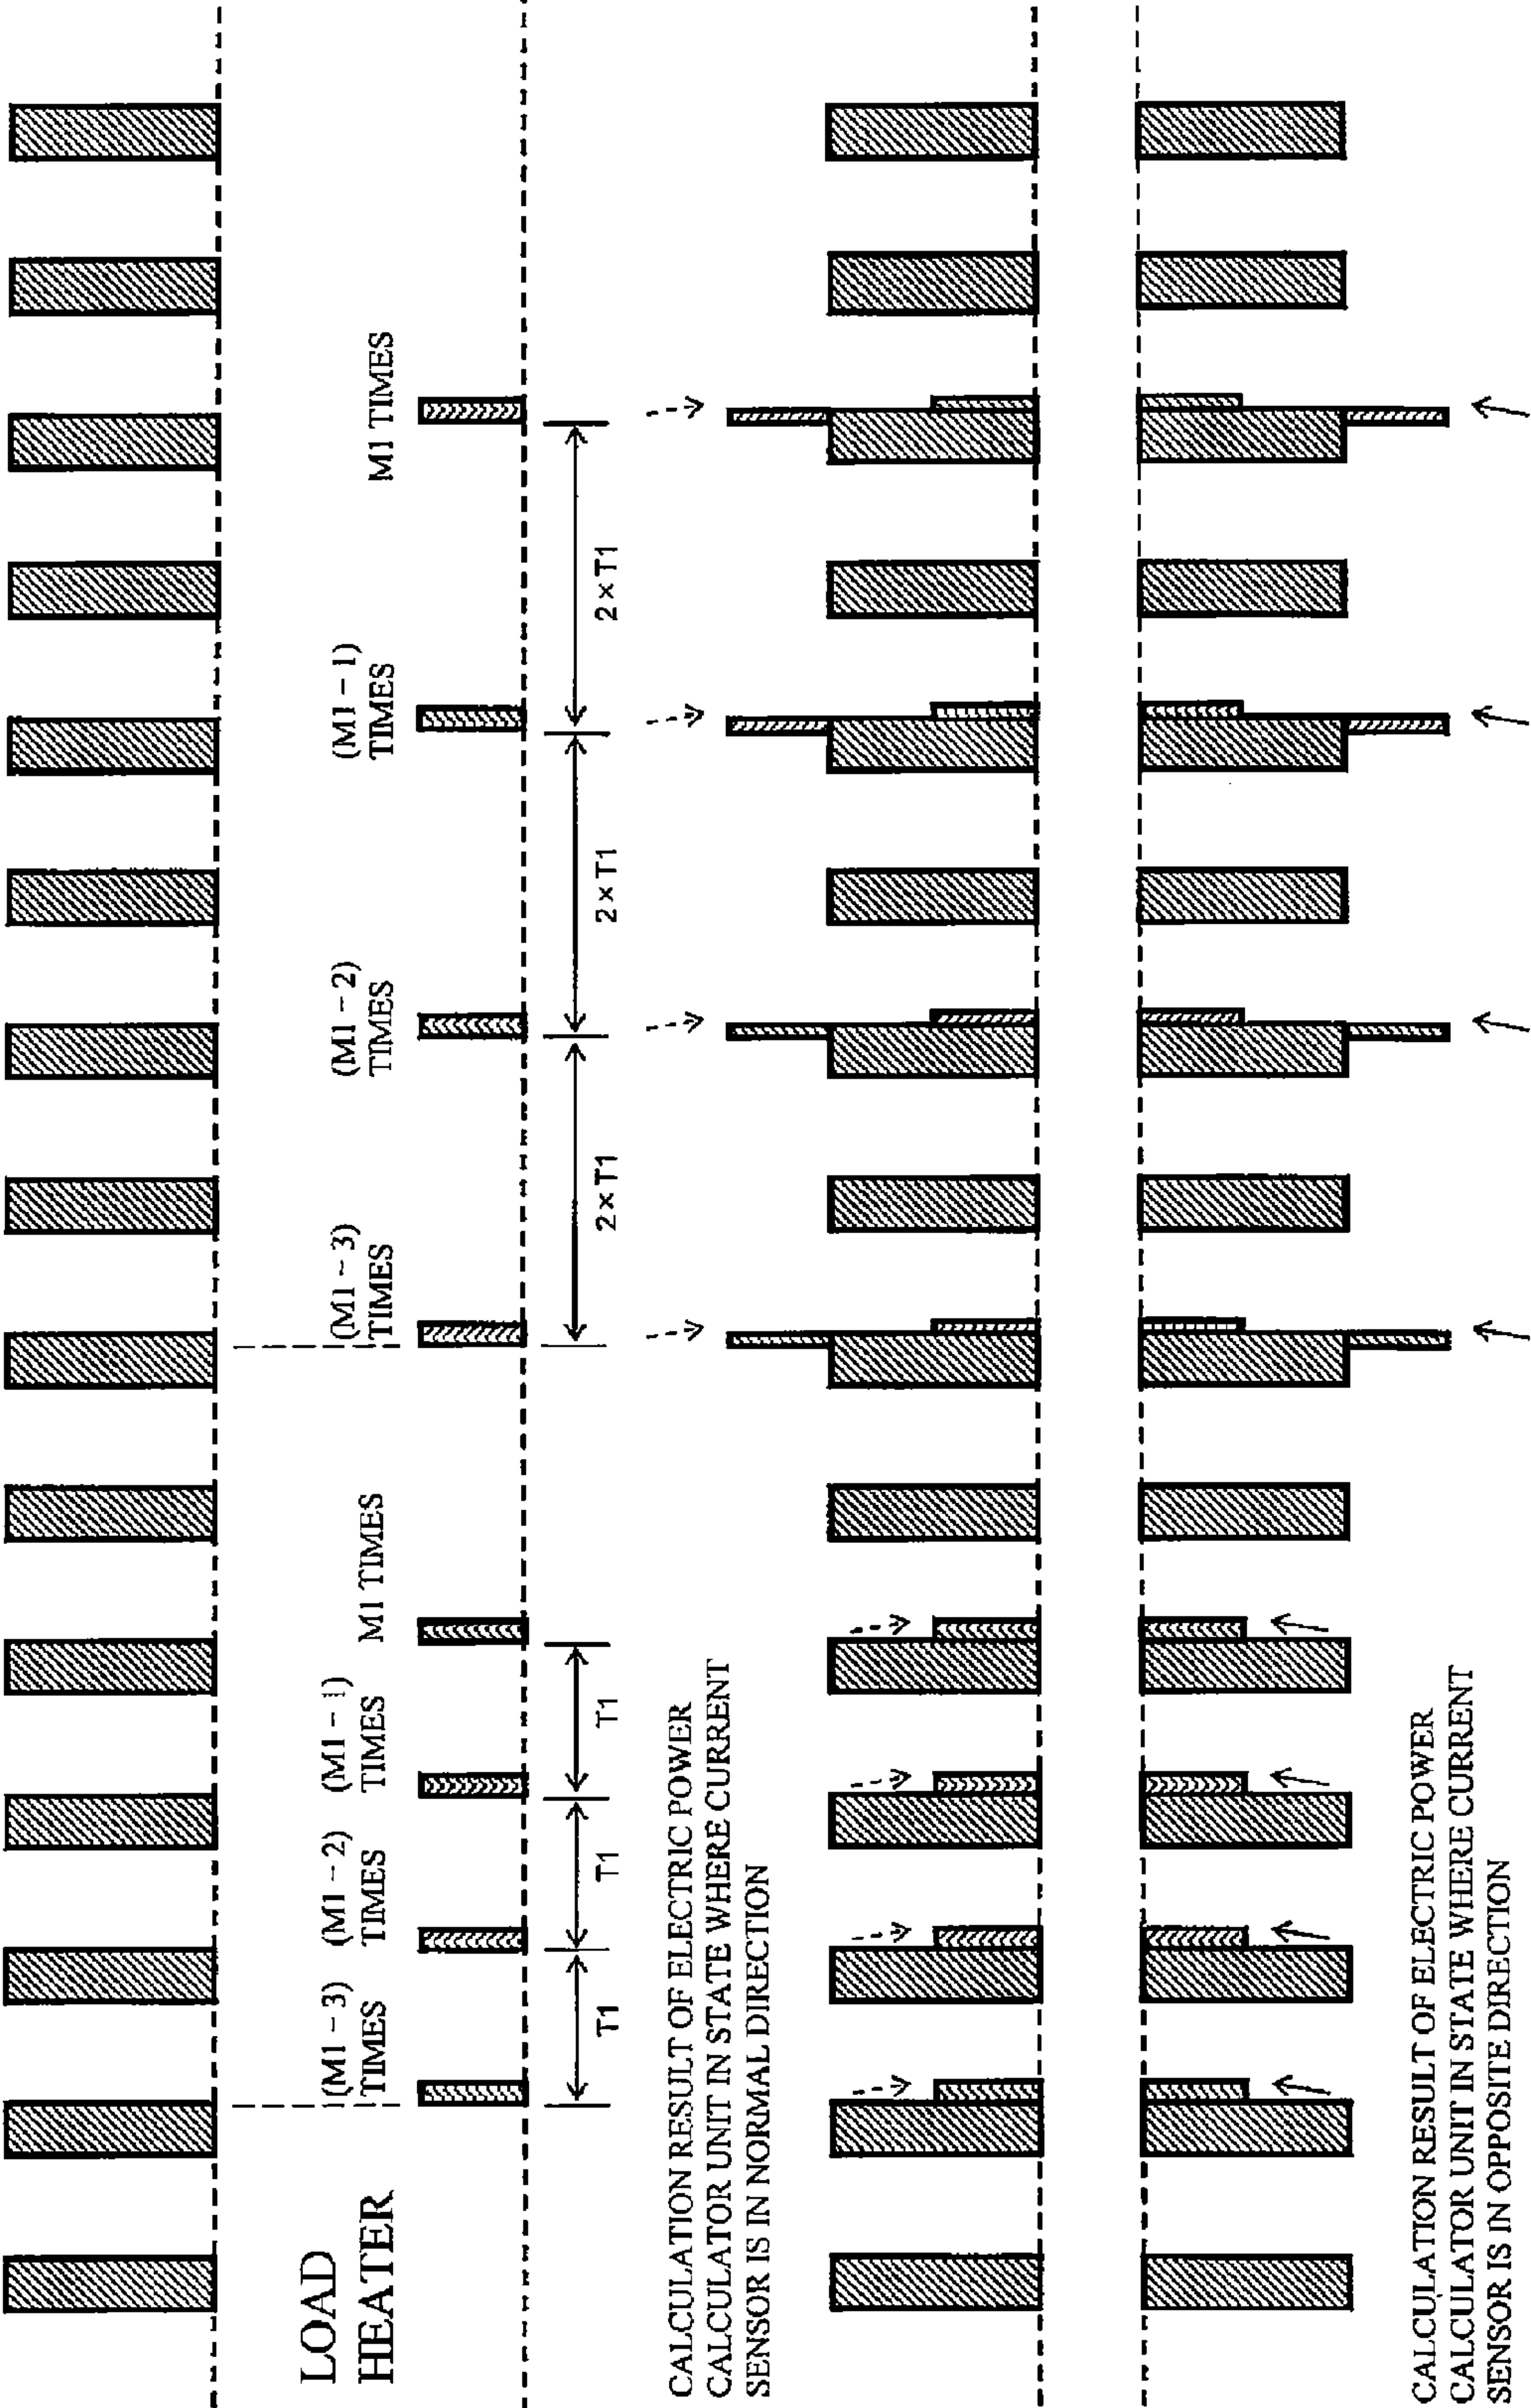 LOAD
HEATER
(M1 – 3)
TIMES
(M1 – 2)
TIMES
(M1 – 1)
TIMES
M1 TIMES
(M1 – 3)
TIMES
(M1 – 2)
TIMES
(M1 – 1)
TIMES
M1 TIMES
T1
T1
T1
2×T1
2×T1
2×T1
CALCULATION RESULT OF ELECTRIC POWER
CALCULATOR UNIT IN STATE WHERE CURRENT
SENSOR IS IN NORMAL DIRECTION
CALCULATION RESULT OF ELECTRIC POWER
CALCULATOR UNIT IN STATE WHERE CURRENT
SENSOR IS IN OPPOSITE DIRECTION